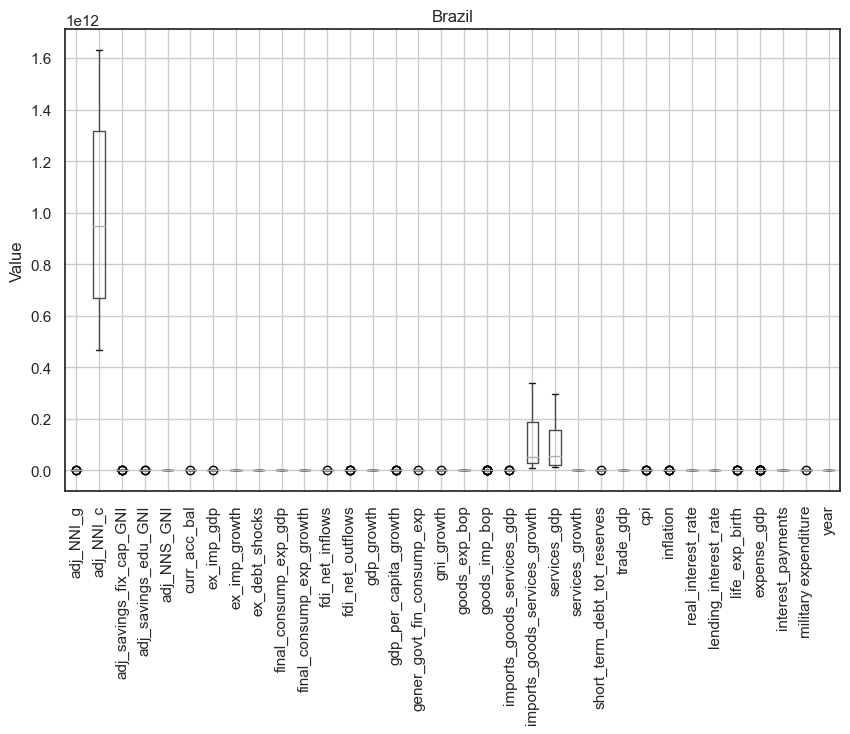 Brazil
1e12
1.6
1.4
1.2
1.0
0.8
0.6
0.4
0.2
0.0
Value
adj_NNI_g
adj_NNI_c
adj_savings_fix_cap_GNI
adj_savings_edu_GNI
adj_NNS_GNI
curr_acc_bal
ex_imp_gdp
ex_imp_growth
ex_debt_shocks
final_consump_exp_gdp
final_consump_exp_growth
fdi_net_inflows
fdi_net_outflows
gdp_growth
gdp_per_capita_growth
gener_govt_fin_consump_exp
gni_growth
goods_exp_bop
goods_imp_bop
imports_goods_services_gdp
imports_goods_services_growth
services_gdp
services_growth
short_term_debt_tot_reserves
trade_gdp
cpi
inflation
real_interest_rate
lending_interest_rate
life_exp_birth
expense_gdp
interest_payments
military expenditure
year